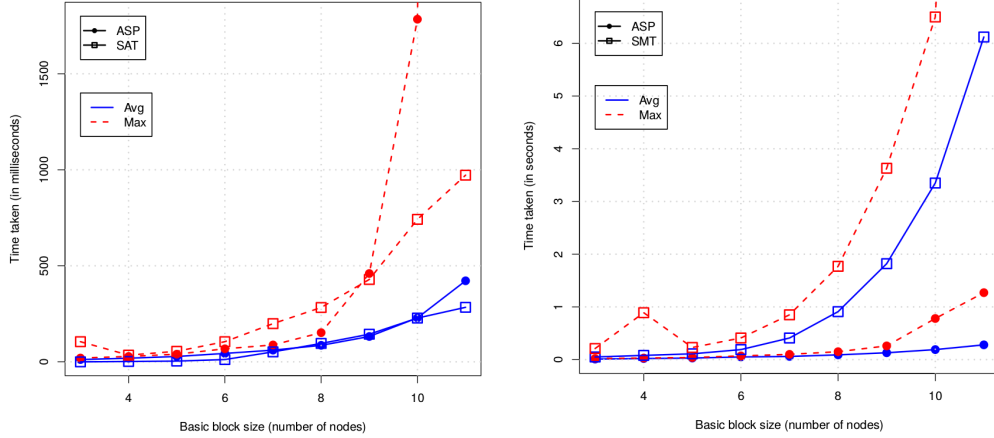 ASP
SAT
Avg
Max
1500
1000
500
0
4
6
8
10
Time taken (in milliseconds)
Basic block size (number of nodes)
ASP
SMT
Avg
Max
6
5
4
3
2
1
0
4
6
8
10
Time taken (in seconds)
Basic block size (number of nodes)